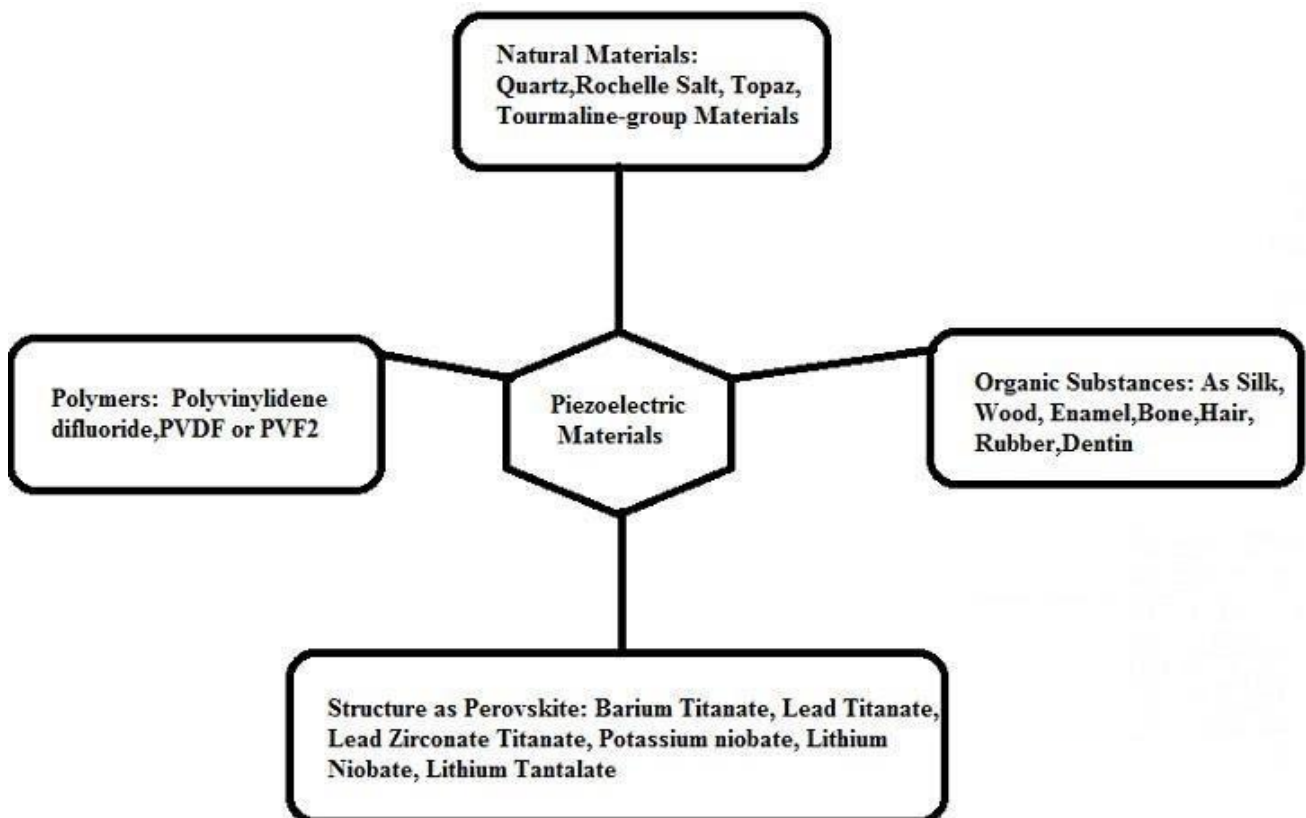 Natural Materials:
Quartz,Rochelle Salt, Topaz,
Tourmaline-group Materials
Polymers:  Polyvinylidene
difluoride,PVDF or PVF2
Piezoelectric
Materials
Organic Substances: As Silk,
Wood, Enamel,Bone,Hair,
Rubber,Dentin
Structure as Perovskite: Barium Titanate, Lead Titanate,
Lead Zirconate Titanate, Potassium niobate, Lithium
Niobate, Lithium Tantalate